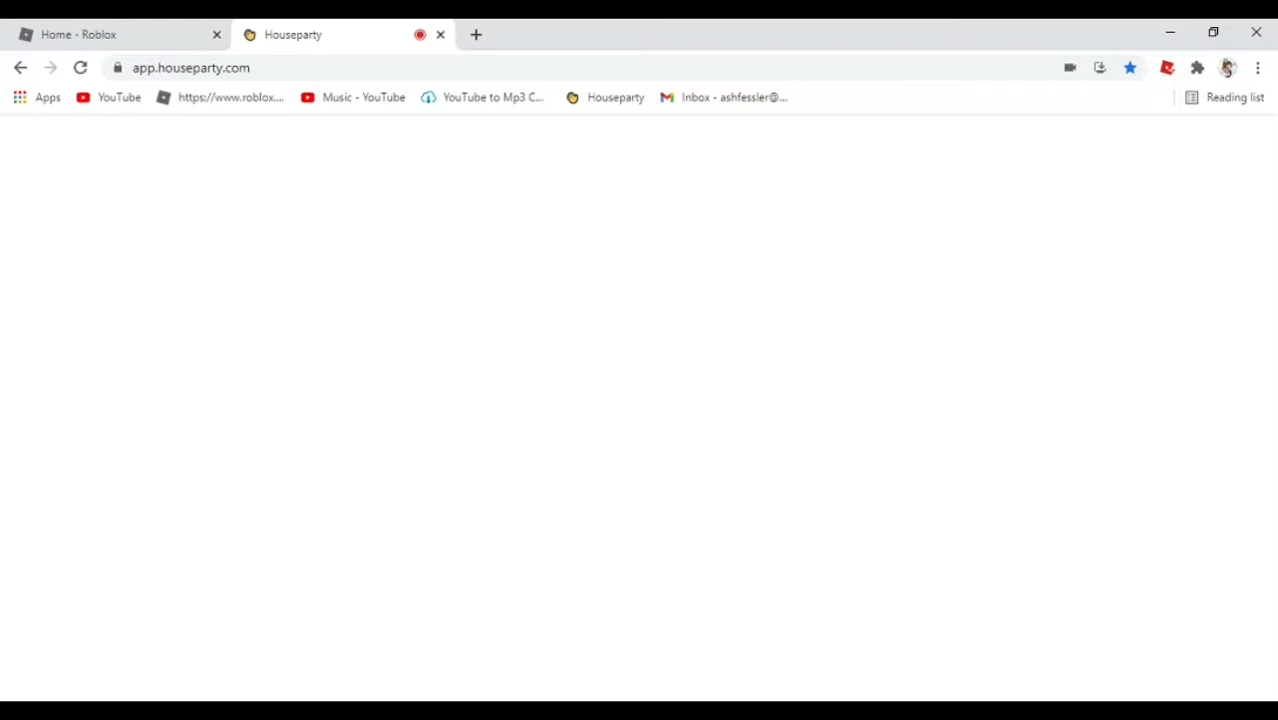 Home - Roblox
Houseparty
app.houseparty.com
Apps
YouTube
https://www.roblox....
Music - YouTube
YouTube to Mp3 C...
Houseparty
Inbox - ashfessler@...
Reading list